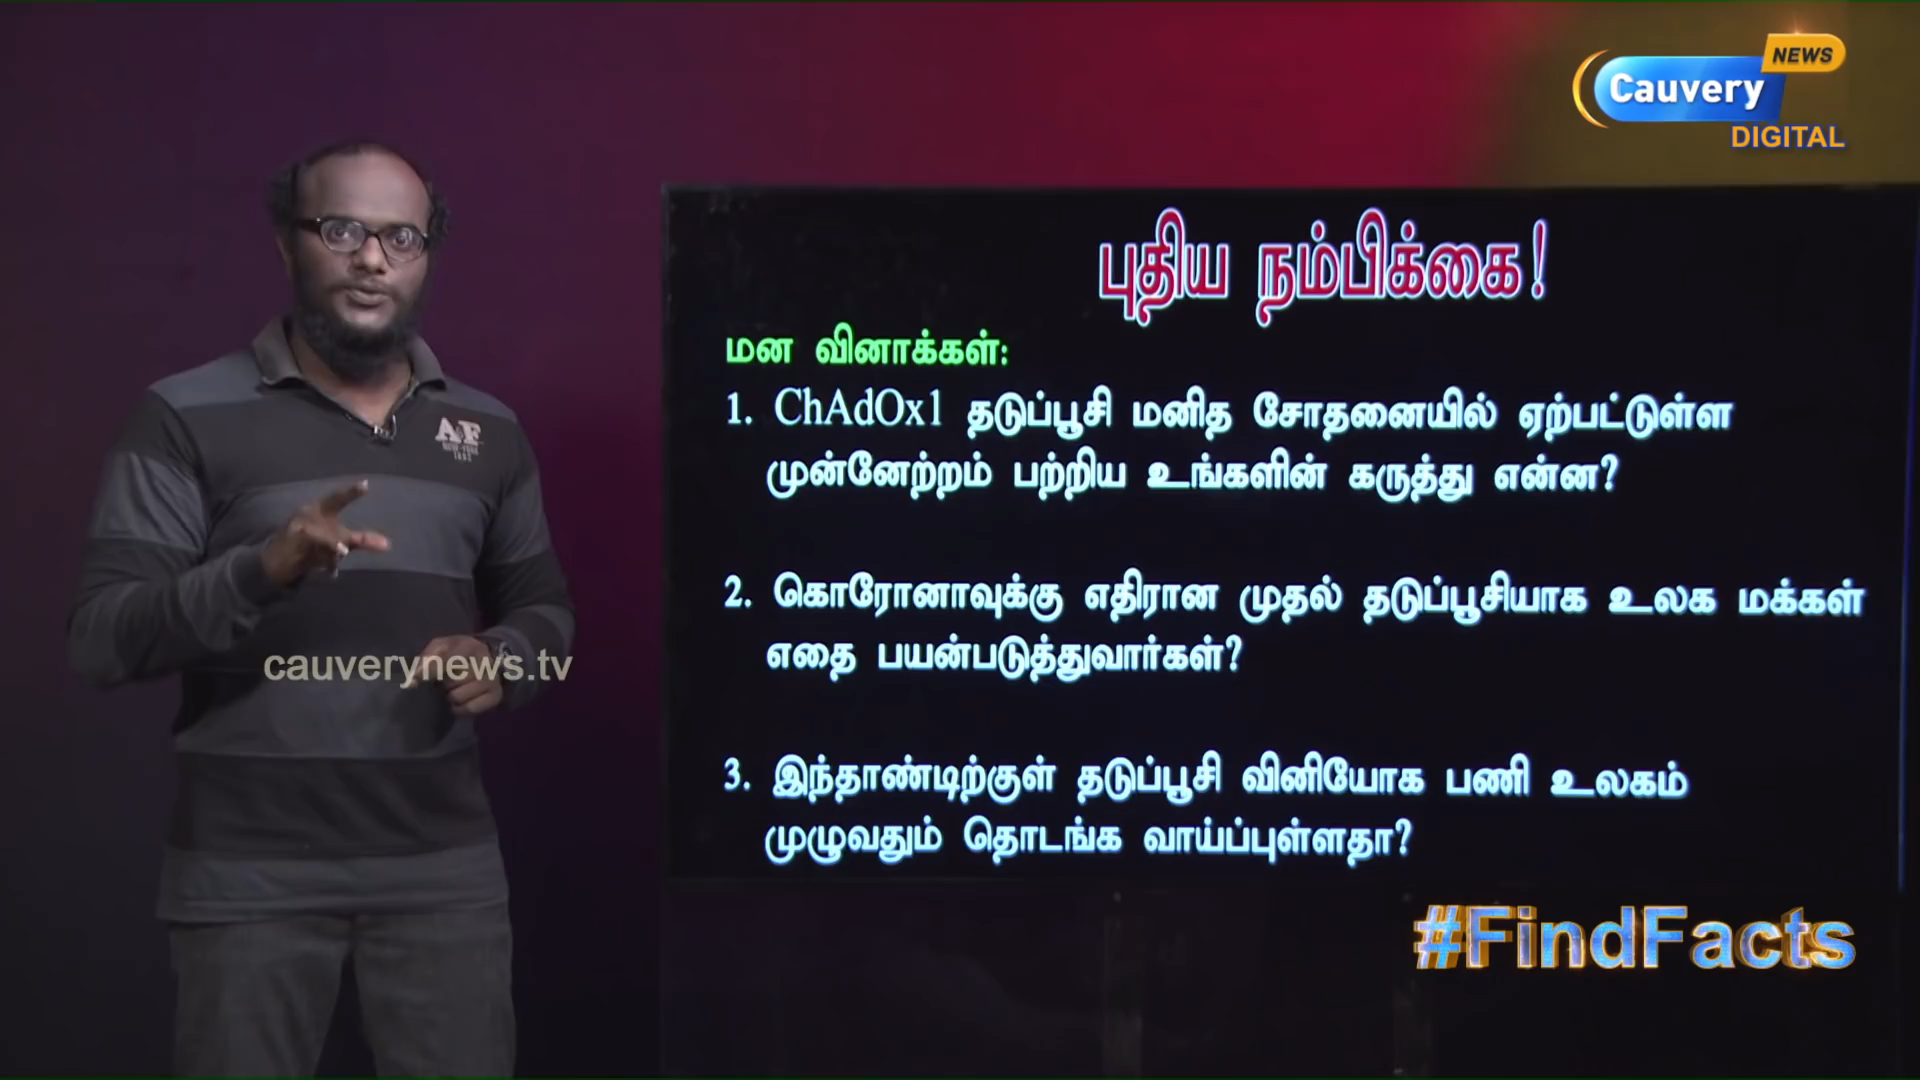 Cauvery NEWS
DIGITAL
புதிய நம்பிக்கை!
மன வினாக்கள்:
1. ChAdOx1 தடுப்பூசி மனித சோதனையில் ஏற்பட்டுள்ள
முன்னேற்றம் பற்றிய உங்களின் கருத்து என்ன?
2. கொரோனாவுக்கு எதிரான முதல் தடுப்பூசியாக உலக மக்கள்
எதை பயன்படுத்துவார்கள்?
3. இந்தாண்டிற்குள் தடுப்பூசி வினியோக பணி உலகம்
முழுவதும் தொடங்க வாய்ப்புள்ளதா?
A&F
cauverynews.tv
#FindFacts